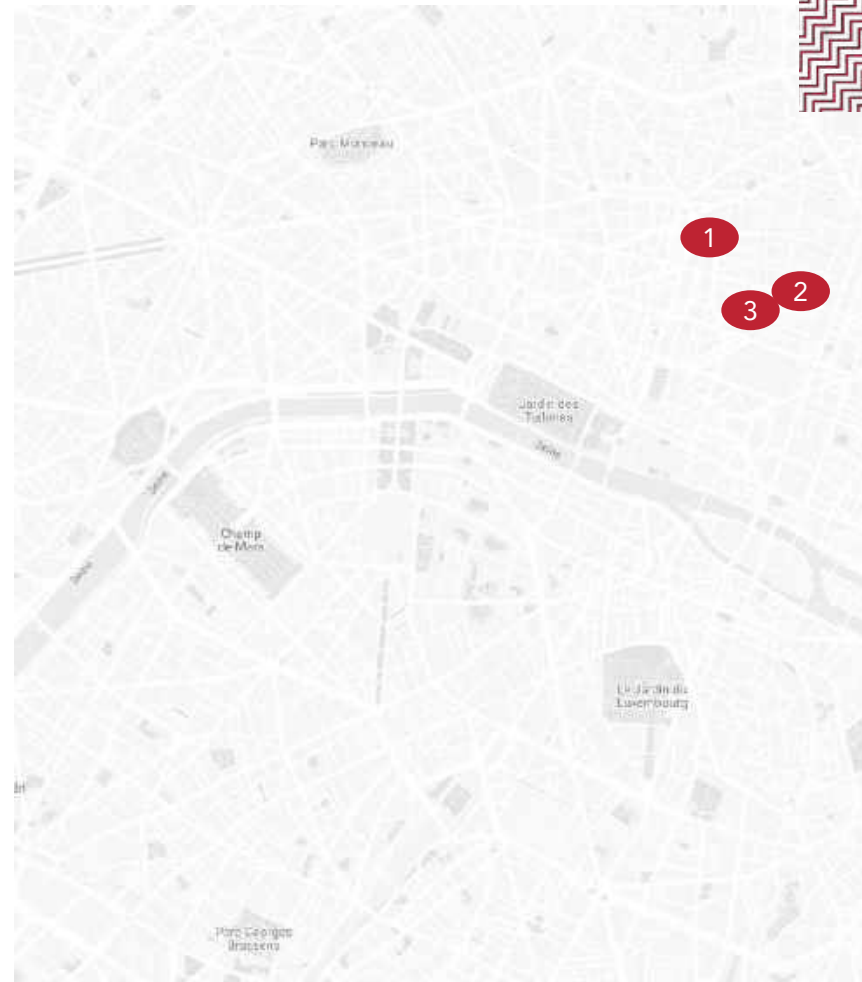 Parc Monceau
1
2
3
Jardin des
Tuileries
Seine
Seine
Champ
de Mars
Seine
Le Jardin du
Luxembourg
Parc Georges
Brassens